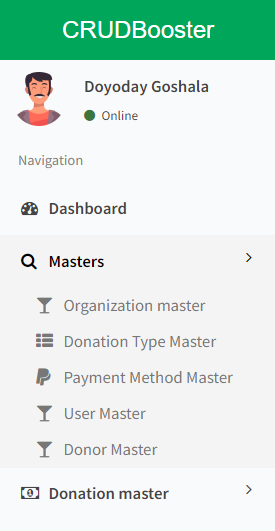 CRUDBooster
Doyoday Goshala
Online
Navigation
Dashboard
Masters
Organization master
Donation Type Master
Payment Method Master
User Master
Donor Master
Donation master